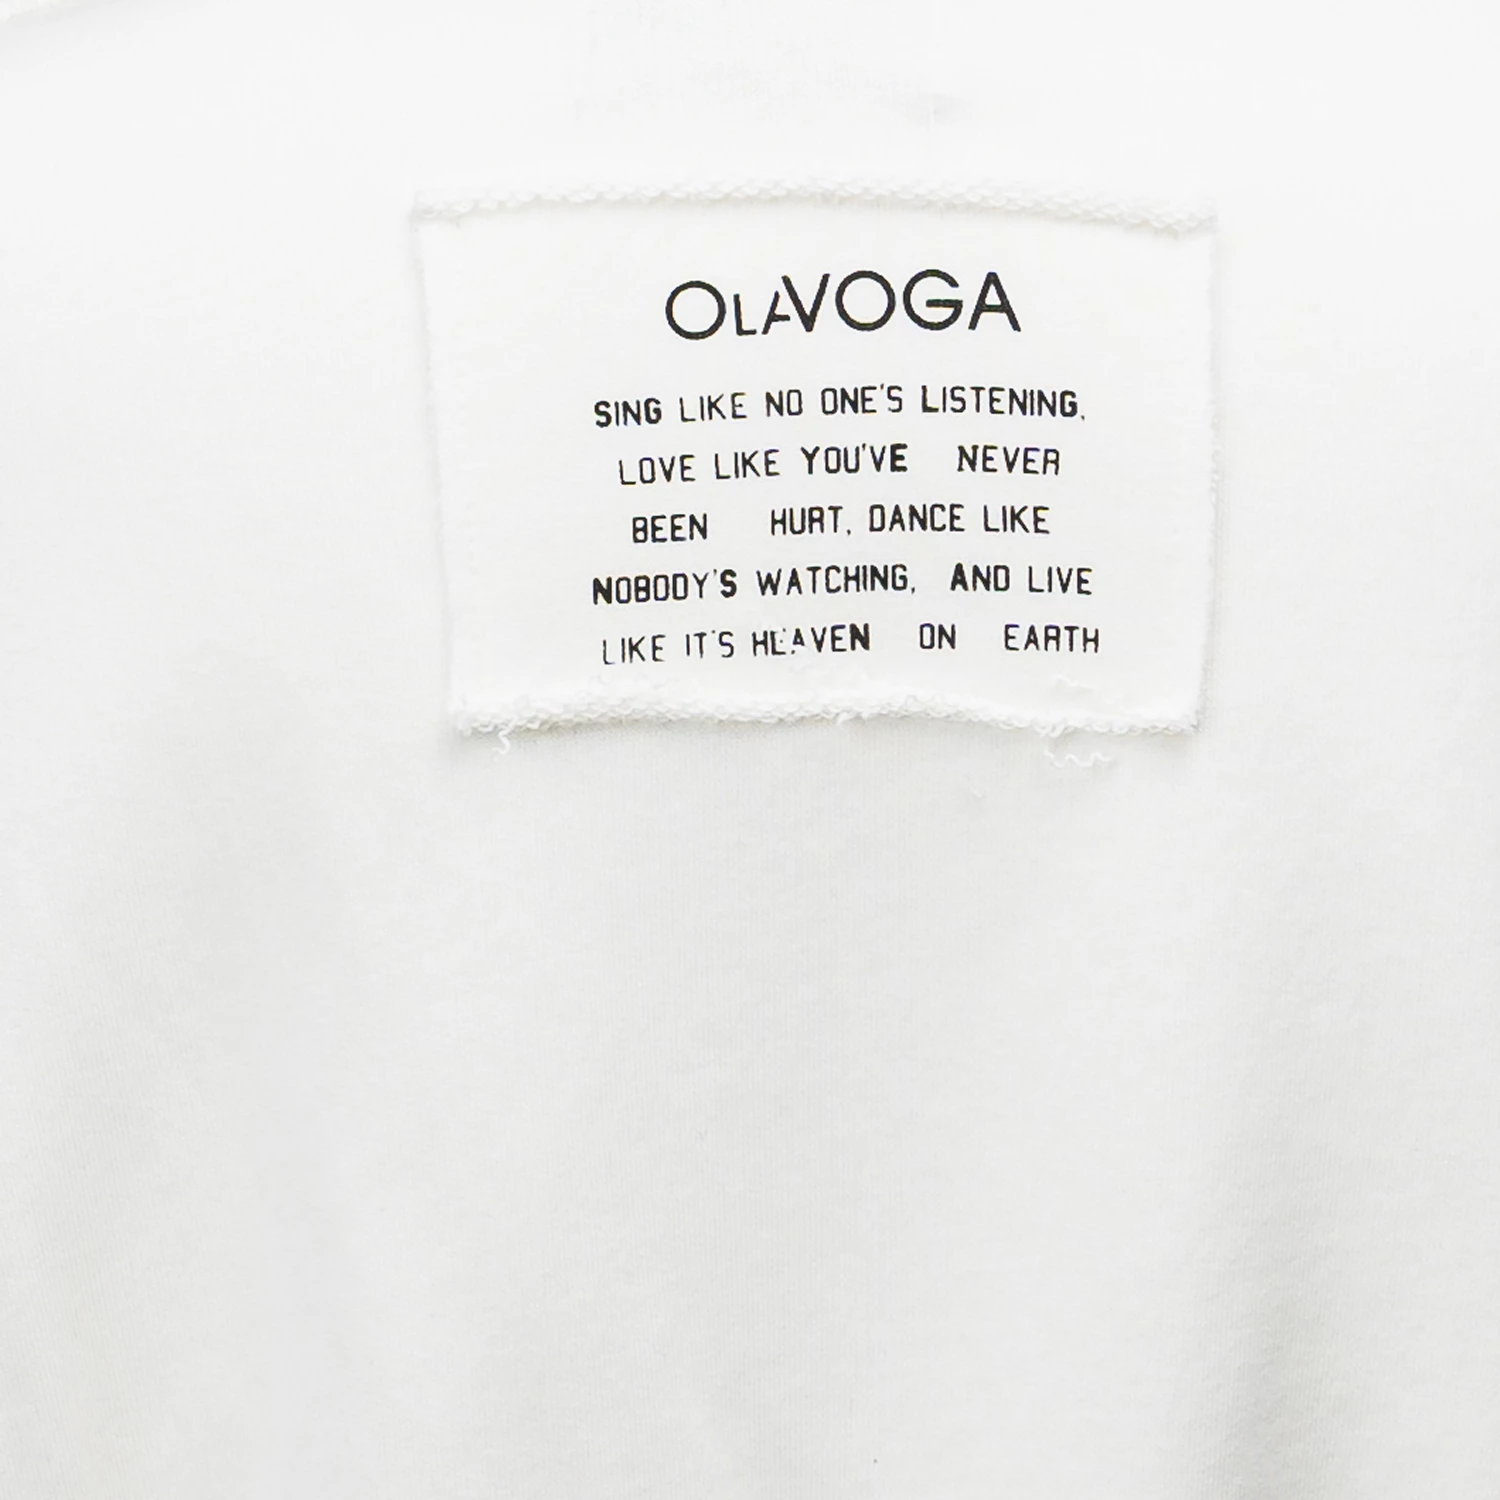 OLAVOGA
SING LIKE NO ONE'S LISTENING,
LOVE LIKE YOU'VE NEVER
BEEN HURT, DANCE LIKE
NOBODY'S WATCHING, AND LIVE
LIKE IT'S HEAVEN ON EARTH